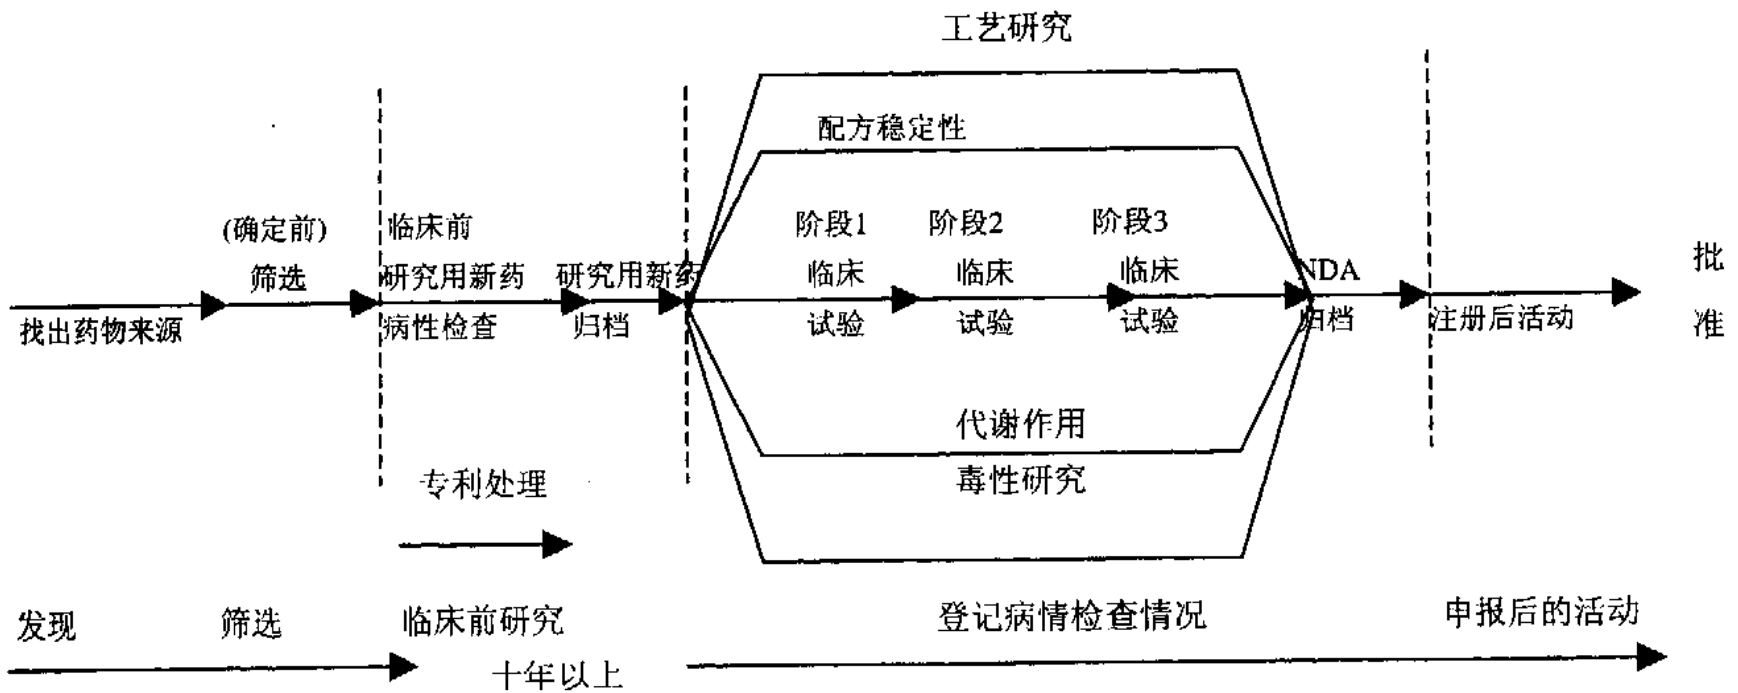 工艺研究
配方稳定性
(确定前)
筛选
找出药物来源
临床前
研究用新药
病性检查
研究用新药
归档
阶段1
临床
试验
阶段2
临床
试验
阶段3
临床
试验
NDA
归档
注册后活动
批
准
代谢作用
毒性研究
专利处理
发现
筛选
临床前研究
登记病情检查情况
申报后的活动
十年以上